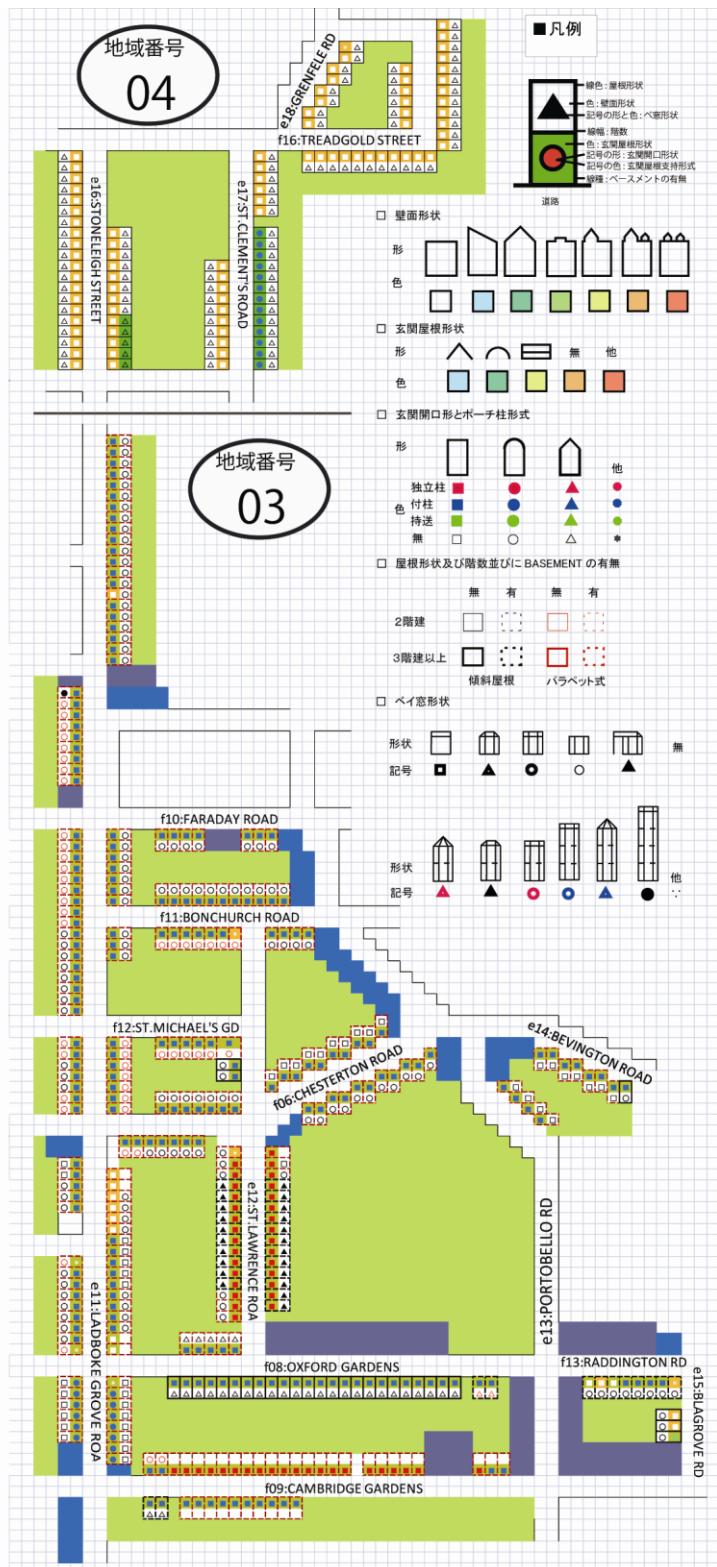 地域番号
04
e18:GRENFELE RD
f16:TREADGOLD STREET
e16:STONELEIGH STREET
e17:ST.CLEMENT'S ROAD
■凡例
線色:屋根形状
色:壁面形状
記号の形と色:ベ窓形状
線幅:階数
色:玄関屋根形状
記号の形:玄関開口形状
記号の色:玄関屋根支持形式
線種:ベースメントの有無
道路
□ 壁面形状
形
色
□ 玄関屋根形状
形 無 他
色
□ 玄関開口形とポーチ柱形式
形
他
独立柱
色 付柱
持送
無
□ 屋根形状及び階数並びに BASEMENT の有無
無 有 無 有
2階建
3階建以上
傾斜屋根 パラペット式
□ ベイ窓形状
形状 無
記号
形状
記号 他
地域番号
03
f10:FARADAY ROAD
f11:BONCHURCH ROAD
f12:ST.MICHAEL'S GD
f06:CHESTERTON ROAD
e14:BEVINGTON ROAD
e12:ST.LAWRENCE ROA
e13:PORTOBELLO RD
e11:LADBOKE GROVE ROA
f08:OXFORD GARDENS
f13:RADDINGTON RD
e15:BLAGROVE RD
f09:CAMBRIDGE GARDENS